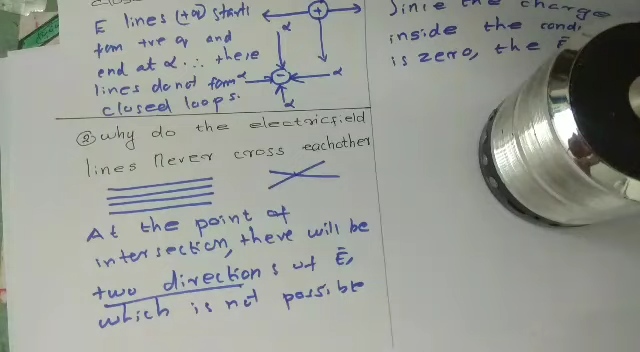 E lines (+q) starts
from +ve q and
end at α. ∴ there
lines do not form
closed loops.
+
α
-
α
α
α
② why do the electric field
lines Never cross eachother
At the point of
intersection, there will be
two directions of Ē,
which is not possible
Since the charge
inside the cond
is zero, the Ē